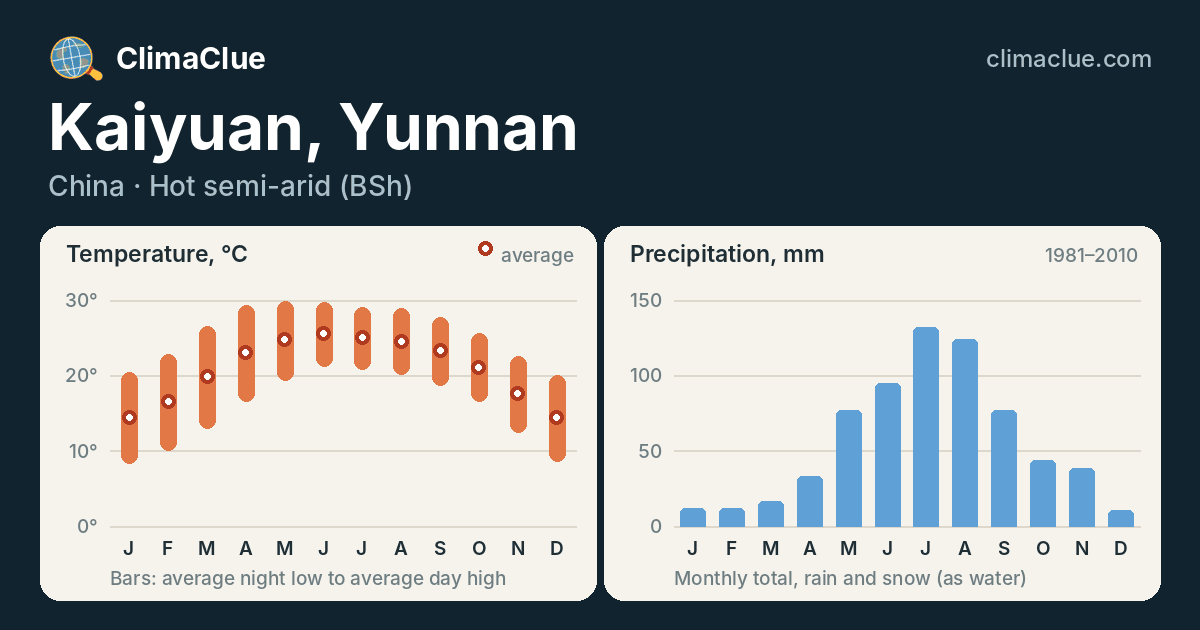 ClimaClue
climaclue.com
Kaiyuan, Yunnan
China · Hot semi-arid (BSh)
Temperature, °C
average
30°
20°
10°
0°
J F M A M J J A S O N D
Bars: average night low to average day high
Precipitation, mm
1981–2010
150
100
50
0
J F M A M J J A S O N D
Monthly total, rain and snow (as water)